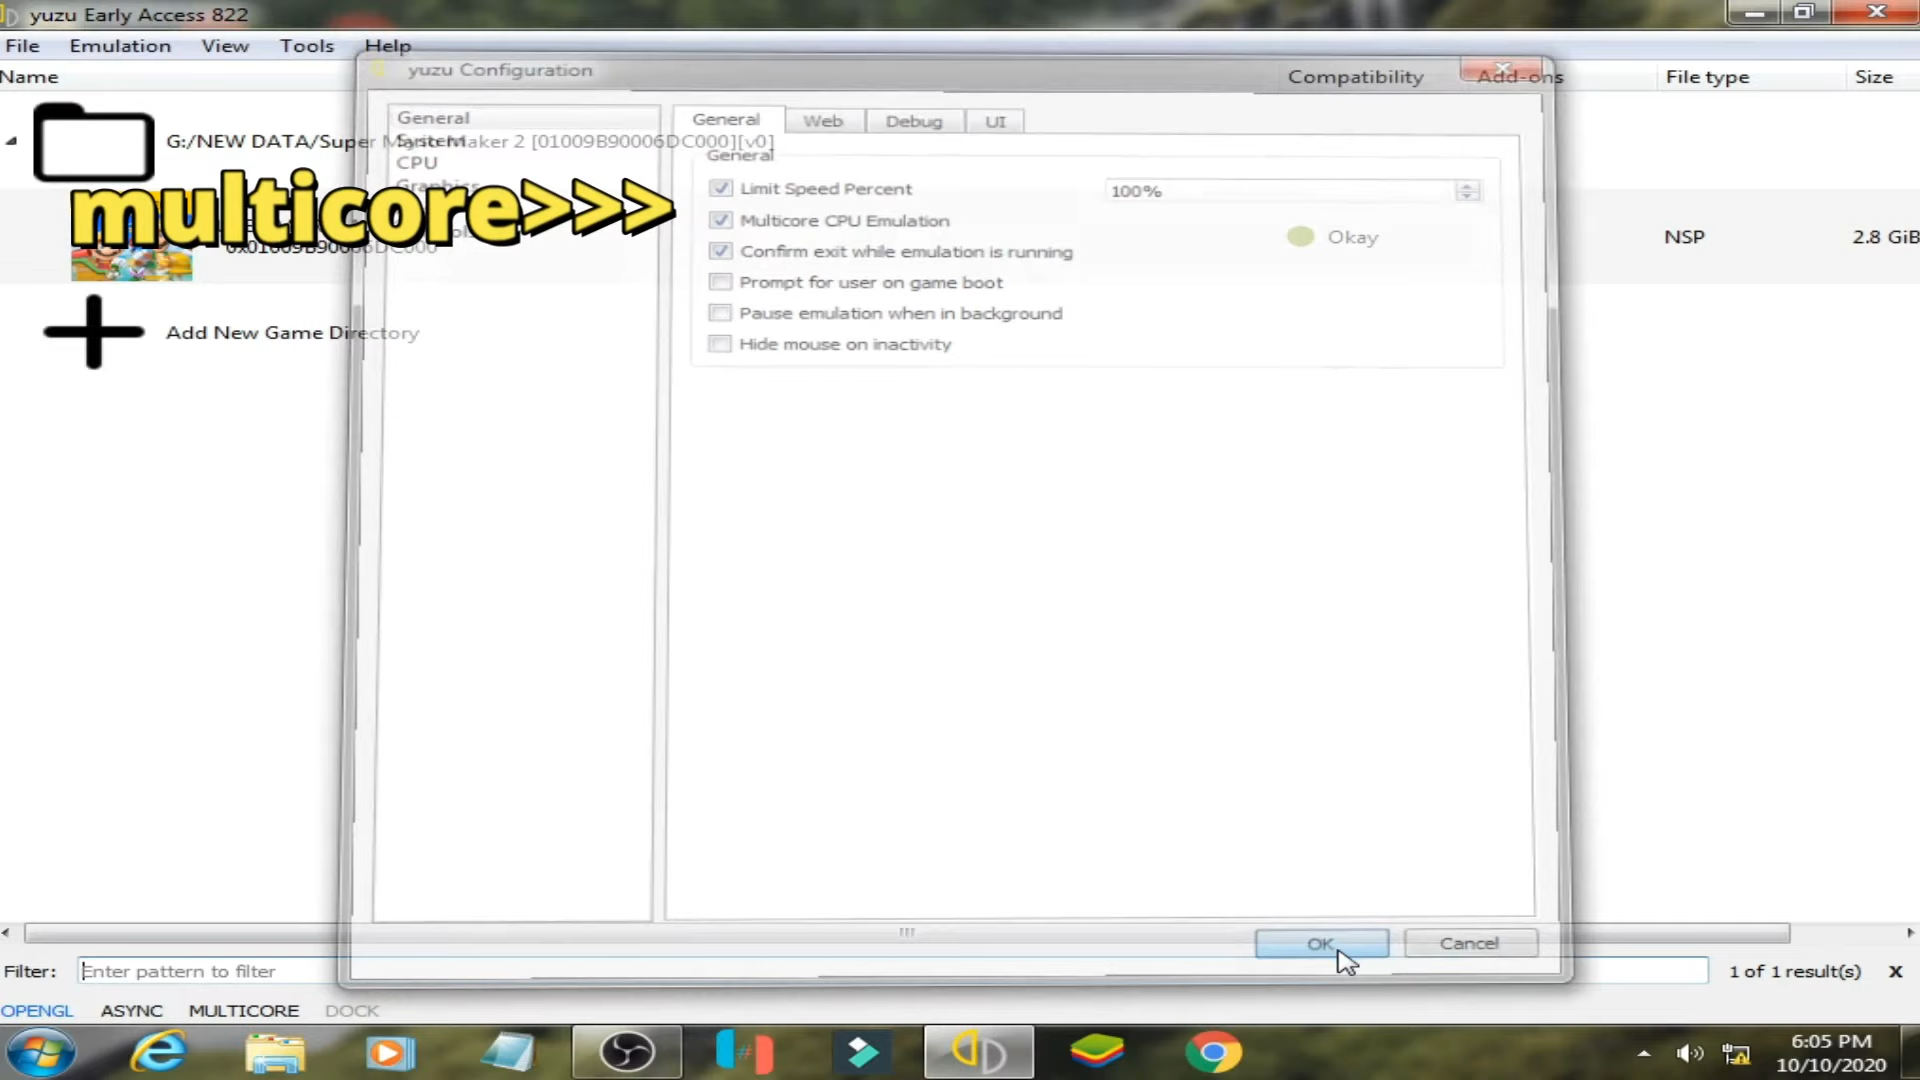 yuzu Early Access 822
File Emulation View Tools Help
yuzu Configuration
Name Compatibility Add-ons File type Size
General
System
CPU
Graphics
General Web Debug UI
G:/NEW DATA/Super Mario Maker 2 [01009B90006DC000][v0]
General
Limit Speed Percent 100%
multicore>>>
Multicore CPU Emulation
0x01009B90006DC000
Okay NSP 2.8 GiB
Confirm exit while emulation is running
Prompt for user on game boot
Pause emulation when in background
Hide mouse on inactivity
Add New Game Directory
OK Cancel
Filter: Enter pattern to filter 1 of 1 result(s) X
OPENGL ASYNC MULTICORE DOCK
6:05 PM
10/10/2020